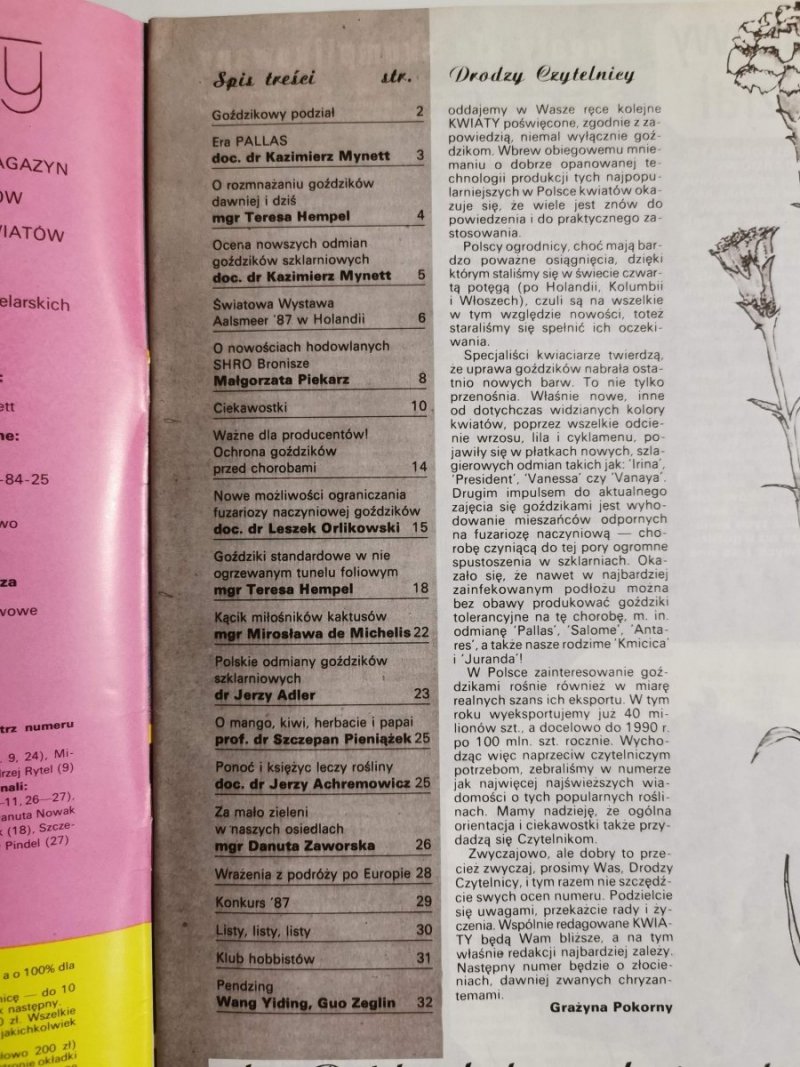 y
AGAZYN
ÓW
WIATÓW
elarskich
ett
ne:
-84-25
wo
za
wowe
trz numeru
. 9, 24), Mi-
drzej Rytel (9)
nali:
-11, 26—27),
anuta Nowak
k (18), Szcze-
Pindel (27)
a o 100% dla
nicę — do 10
k następny.
0 zł. Wszelkie
jakichkolwiek
łowo 200 zł)
stronie okładki
Spis treści str.
Goździkowy podział 2
Era PALLAS
doc. dr Kazimierz Mynett 3
O rozmnażaniu goździków
dawniej i dziś
mgr Teresa Hempel 4
Ocena nowszych odmian
goździków szklarniowych
doc. dr Kazimierz Mynett 5
Światowa Wystawa
Aalsmeer '87 w Holandii 6
O nowościach hodowlanych
SHRO Bronisze
Małgorzata Piekarz 8
Ciekawostki 10
Ważne dla producentów!
Ochrona goździków
przed chorobami 14
Nowe możliwości ograniczania
fuzariozy naczyniowej goździków
doc. dr Leszek Orlikowski 15
Goździki standardowe w nie
ogrzewanym tunelu foliowym
mgr Teresa Hempel 18
Kącik miłośników kaktusów
mgr Mirosława de Michelis 22
Polskie odmiany goździków
szklarniowych
dr Jerzy Adler 23
O mango, kiwi, herbacie i papai
prof. dr Szczepan Pieniążek 25
Ponoć i księżyc leczy rośliny
doc. dr Jerzy Achremowicz 25
Za mało zieleni
w naszych osiedlach
mgr Danuta Zaworska 26
Wrażenia z podróży po Europie 28
Konkurs '87 29
Listy, listy, listy 30
Klub hobbistów 31
Pendzing
Wang Yiding, Guo Zeglin 32
Drodzy Czytelnicy
oddajemy w Wasze ręce kolejne
KWIATY poświęcone, zgodnie z za-
powiedzią, niemal wyłącznie goź-
dzikom. Wbrew obiegowemu mnie-
maniu o dobrze opanowanej te-
chnologii produkcji tych najpopu-
larniejszych w Polsce kwiatów oka-
zuje się, że wiele jest znów do
powiedzenia i do praktycznego za-
stosowania.
Polscy ogrodnicy, choć mają bar-
dzo poważne osiągnięcia, dzięki
którym staliśmy się w świecie czwar-
tą potęgą (po Holandii, Kolumbii
i Włoszech), czuli są na wszelkie
w tym względzie nowości, toteż
staraliśmy się spełnić ich oczeki-
wania.
Specjaliści kwiaciarze twierdzą,
że uprawa goździków nabrała osta-
tnio nowych barw. To nie tylko
przenośnia. Właśnie nowe, inne
od dotychczas widzianych kolory
kwiatów, poprzez wszelkie odcie-
nie wrzosu, lila i cyklamenu, po-
jawiły się w płatkach nowych, szla-
gierowych odmian takich jak: 'Irina',
'President', 'Vanessa' czy 'Vanaya'.
Drugim impulsem do aktualnego
zajęcia się goździkami jest wyho-
dowanie mieszańców odpornych
na fuzariozę naczyniową — cho-
robę czyniącą do tej pory ogromne
spustoszenia w szklarniach. Oka-
zało się, że nawet w najbardziej
zainfekowanym podłożu można
bez obawy produkować goździki
tolerancyjne na tę chorobę, m. in.
odmianę 'Pallas', 'Salome', 'Anta-
res', a także nasze rodzime 'Kmicica'
i 'Juranda'!
W Polsce zainteresowanie goź-
dzikami rośnie również w miarę
realnych szans ich eksportu. W tym
roku wyeksportujemy już 40 mi-
lionów szt., a docelowo do 1990 r.
po 100 mln. szt. rocznie. Wycho-
dząc więc naprzeciw czytelniczym
potrzebom, zebraliśmy w numerze
jak najwięcej najświeższych wia-
domości o tych popularnych rośli-
nach. Mamy nadzieję, że ogólna
orientacja i ciekawostki także przy-
dadzą się Czytelnikom.
Zwyczajowo, ale dobry to prze-
cież zwyczaj, prosimy Was, Drodzy
Czytelnicy, i tym razem nie szczędź-
cie swych ocen numeru. Podzielcie
się uwagami, przekażcie rady i ży-
czenia. Wspólnie redagowane KWIA-
TY będą Wam bliższe, a na tym
właśnie redakcji najbardziej zależy.
Następny numer będzie o złocie-
niach, dawniej zwanych chryzan-
temami.
Grażyna Pokorny